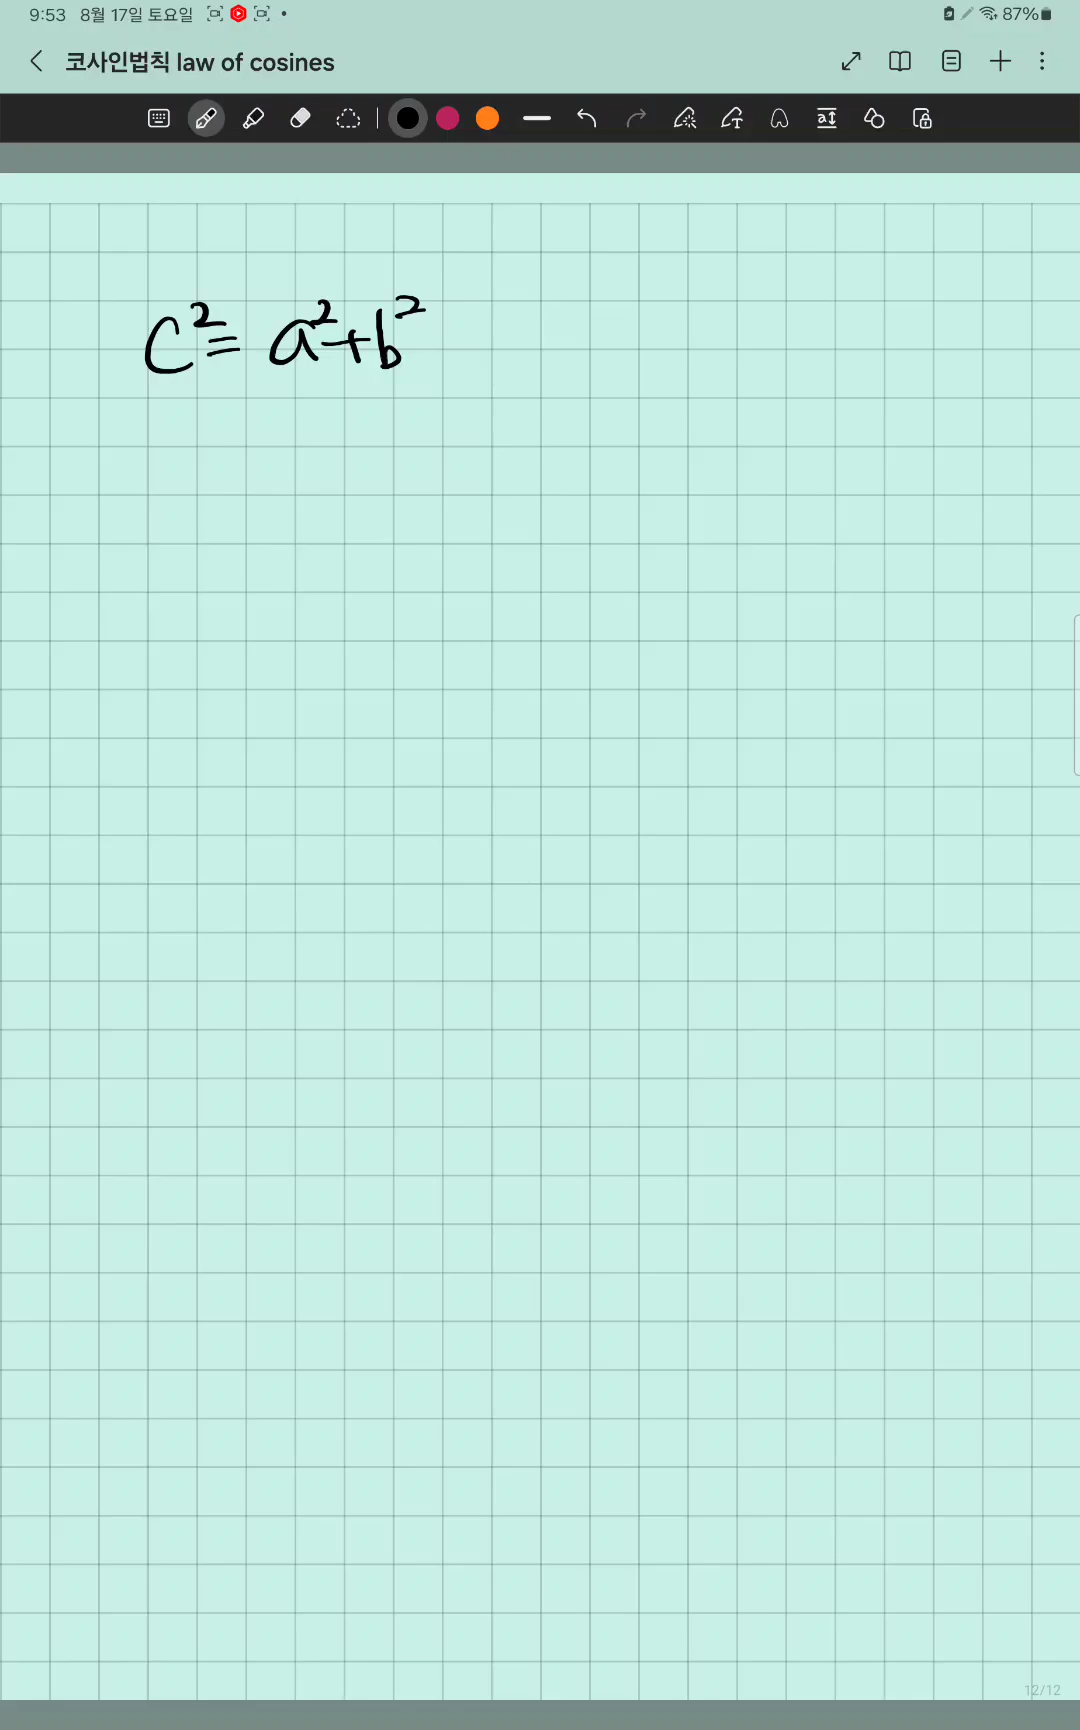 9:53 8월 17일 토요일 87%
코사인법칙 law of cosines
c²= a²+b²
12/12